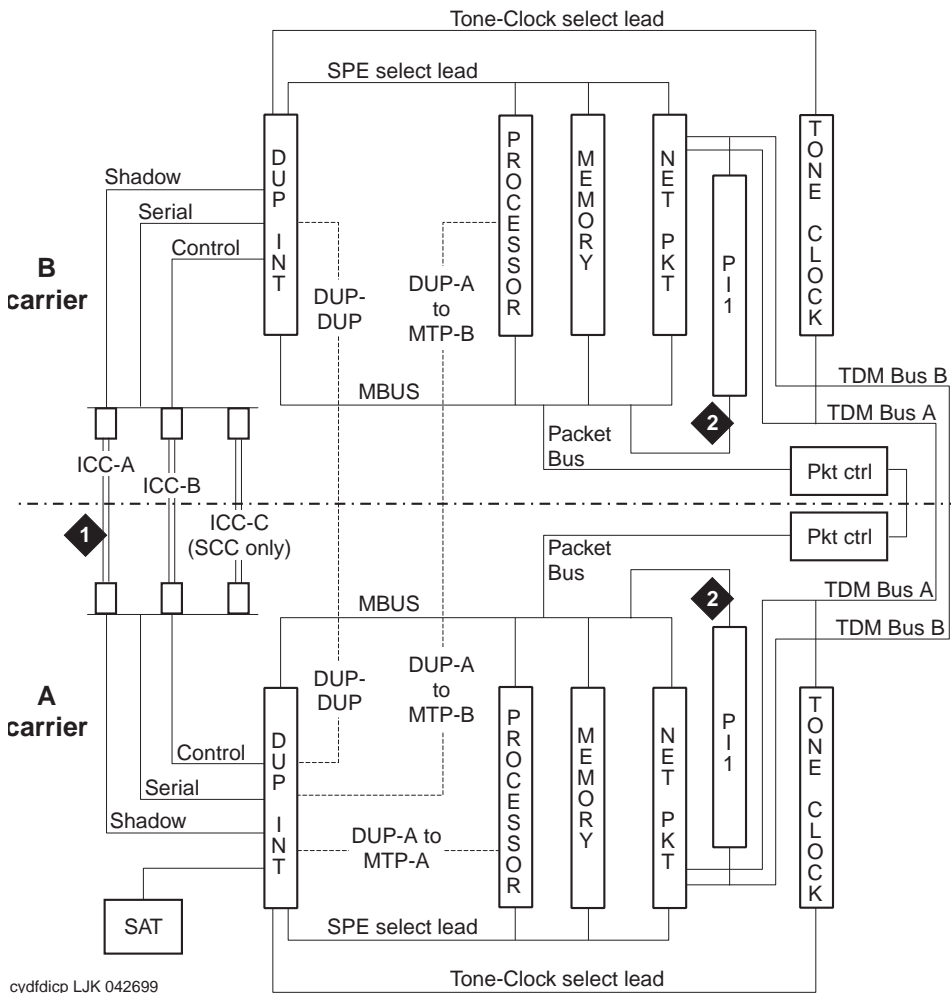 Tone-Clock select lead
SPE select lead
DUP INT
PROCESSOR
MEMORY
NET PKT
PI1
TONE CLOCK
Shadow
Serial
Control
B
carrier
DUP-
DUP
DUP-A
to
MTP-B
MBUS
TDM Bus B
TDM Bus A
2
Packet
Bus
Pkt ctrl
ICC-A
ICC-B
ICC-C
(SCC only)
1
Pkt ctrl
Packet
Bus
2
MBUS
TDM Bus A
TDM Bus B
A
carrier
DUP-
DUP
DUP-A
to
MTP-B
DUP INT
PROCESSOR
MEMORY
NET PKT
PI1
TONE CLOCK
Control
Serial
Shadow
DUP-A to
MTP-A
SAT
SPE select lead
Tone-Clock select lead
cydfdicp LJK 042699